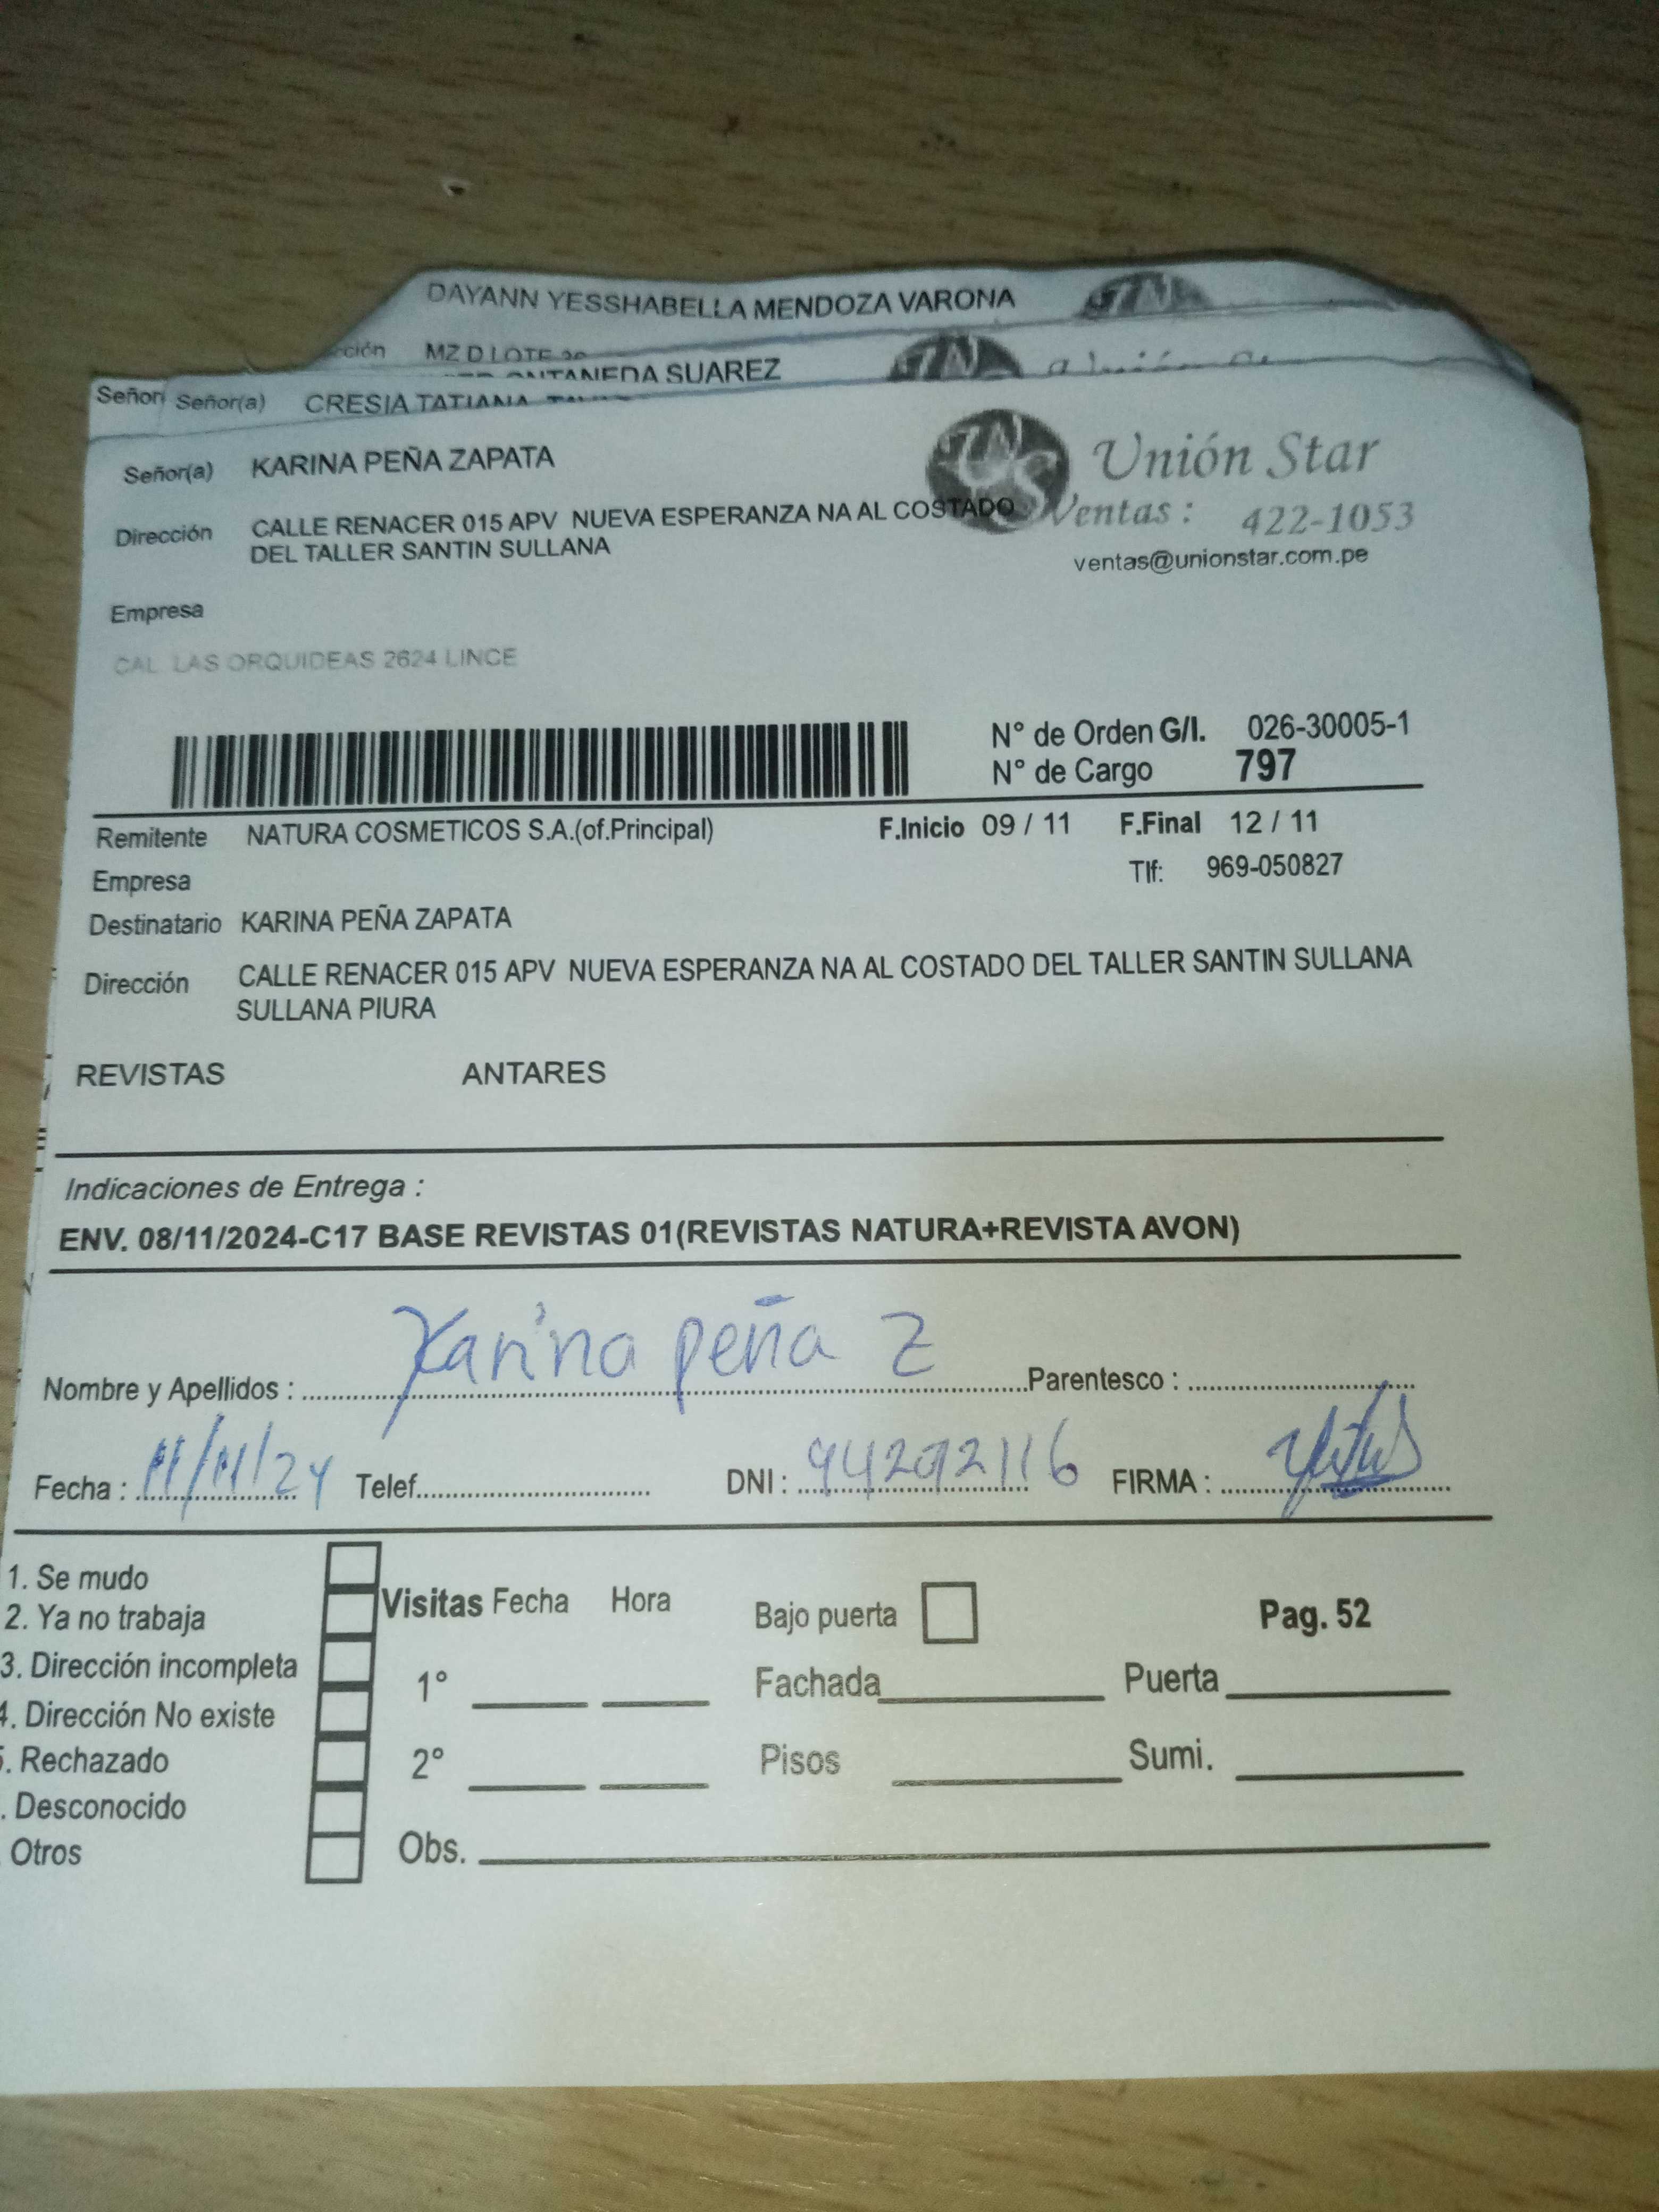 DAYANN YESSHABELLA MENDOZA VARONA
cción MZ D LOTE
SUAREZ
Señor Señor(a) CRESIA TATIANA
Señor(a) KARINA PEÑA ZAPATA
Unión Star
Dirección CALLE RENACER 015 APV NUEVA ESPERANZA NA AL COSTADO
DEL TALLER SANTIN SULLANA
Ventas : 422-1053
ventas@unionstar.com.pe
Empresa
CAL LAS ORQUIDEAS 2624 LINCE
N° de Orden G/I. 026-30005-1
N° de Cargo 797
Remitente NATURA COSMETICOS S.A.(of.Principal) F.Inicio 09 / 11 F.Final 12 / 11
Empresa Tlf: 969-050827
Destinatario KARINA PEÑA ZAPATA
Dirección CALLE RENACER 015 APV NUEVA ESPERANZA NA AL COSTADO DEL TALLER SANTIN SULLANA
SULLANA PIURA
REVISTAS ANTARES
Indicaciones de Entrega :
ENV. 08/11/2024-C17 BASE REVISTAS 01(REVISTAS NATURA+REVISTA AVON)
Nombre y Apellidos : Karina peña Z Parentesco :
Fecha : 11/11/24 Telef. DNI : 94292116 FIRMA :
1. Se mudo
2. Ya no trabaja
3. Dirección incompleta
4. Dirección No existe
. Rechazado
. Desconocido
Otros
Visitas Fecha Hora
1°
2°
Obs.
Bajo puerta Pag. 52
Fachada Puerta
Pisos Sumi.